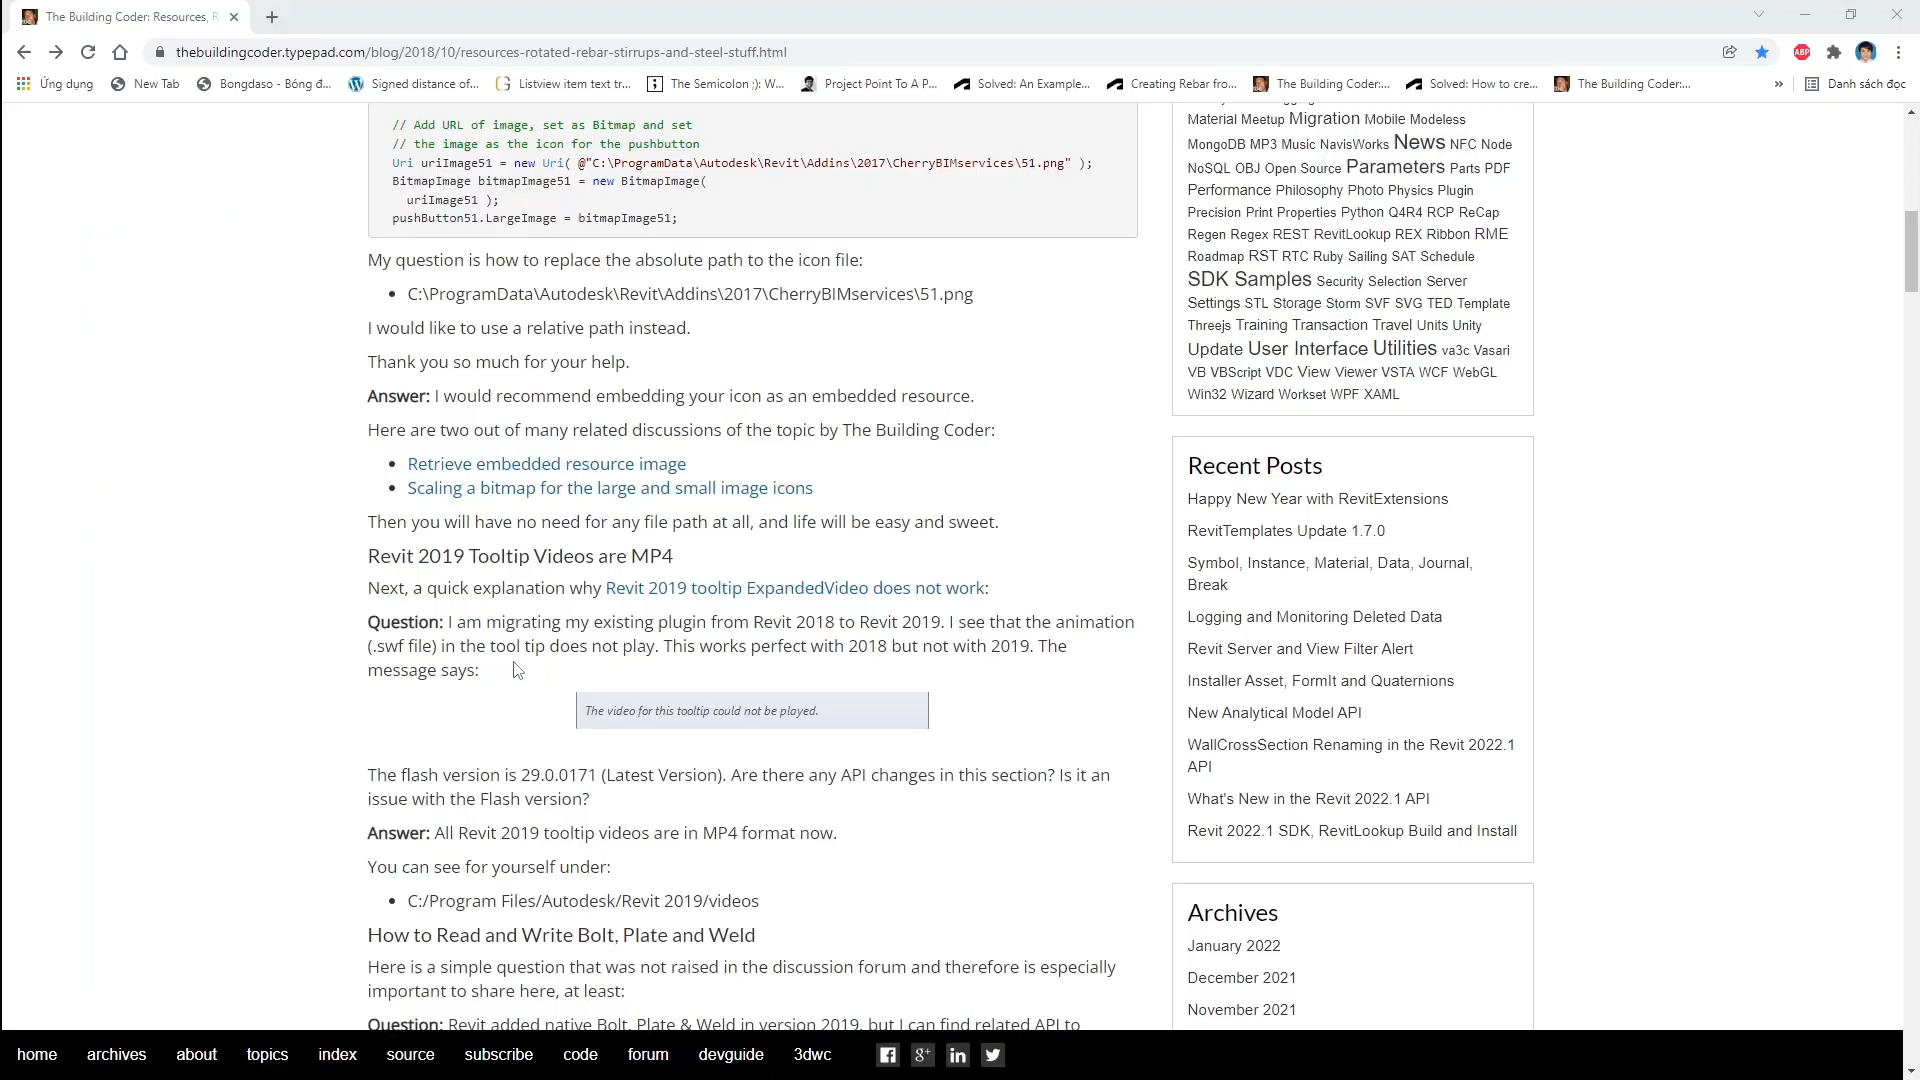 The Building Coder: Resources, R
thebuildingcoder.typepad.com/blog/2018/10/resources-rotated-rebar-stirrups-and-steel-stuff.html
ABP
Ứng dụng
New Tab
Bongdaso - Bóng đ...
Signed distance of...
Listview item text tr...
The Semicolon ;): W...
Project Point To A P...
Solved: An Example...
Creating Rebar fro...
The Building Coder:...
Solved: How to cre...
The Building Coder:...
»
Danh sách đọc
// Add URL of image, set as Bitmap and set
// the image as the icon for the pushbutton
Uri uriImage51 = new Uri( @"C:\ProgramData\Autodesk\Revit\Addins\2017\CherryBIMservices\51.png" );
BitmapImage bitmapImage51 = new BitmapImage(
uriImage51 );
pushButton51.LargeImage = bitmapImage51;
My question is how to replace the absolute path to the icon file:
• C:\ProgramData\Autodesk\Revit\Addins\2017\CherryBIMservices\51.png
I would like to use a relative path instead.
Thank you so much for your help.
Answer: I would recommend embedding your icon as an embedded resource.
Here are two out of many related discussions of the topic by The Building Coder:
• Retrieve embedded resource image
• Scaling a bitmap for the large and small image icons
Then you will have no need for any file path at all, and life will be easy and sweet.
Revit 2019 Tooltip Videos are MP4
Next, a quick explanation why Revit 2019 tooltip ExpandedVideo does not work:
Question: I am migrating my existing plugin from Revit 2018 to Revit 2019. I see that the animation
(.swf file) in the tool tip does not play. This works perfect with 2018 but not with 2019. The
message says:
The video for this tooltip could not be played.
The flash version is 29.0.0171 (Latest Version). Are there any API changes in this section? Is it an
issue with the Flash version?
Answer: All Revit 2019 tooltip videos are in MP4 format now.
You can see for yourself under:
• C:/Program Files/Autodesk/Revit 2019/videos
How to Read and Write Bolt, Plate and Weld
Here is a simple question that was not raised in the discussion forum and therefore is especially
important to share here, at least:
Question: Revit added native Bolt, Plate & Weld in version 2019, but I can find related API to
Material Meetup Migration Mobile Modeless
MongoDB MP3 Music NavisWorks News NFC Node
NoSQL OBJ Open Source Parameters Parts PDF
Performance Philosophy Photo Physics Plugin
Precision Print Properties Python Q4R4 RCP ReCap
Regen Regex REST RevitLookup REX Ribbon RME
Roadmap RST RTC Ruby Sailing SAT Schedule
SDK Samples Security Selection Server
Settings STL Storage Storm SVF SVG TED Template
Threejs Training Transaction Travel Units Unity
Update User Interface Utilities va3c Vasari
VB VBScript VDC View Viewer VSTA WCF WebGL
Win32 Wizard Workset WPF XAML
Recent Posts
Happy New Year with RevitExtensions
RevitTemplates Update 1.7.0
Symbol, Instance, Material, Data, Journal,
Break
Logging and Monitoring Deleted Data
Revit Server and View Filter Alert
Installer Asset, FormIt and Quaternions
New Analytical Model API
WallCrossSection Renaming in the Revit 2022.1
API
What's New in the Revit 2022.1 API
Revit 2022.1 SDK, RevitLookup Build and Install
Archives
January 2022
December 2021
November 2021
home archives about topics index source subscribe code forum devguide 3dwc